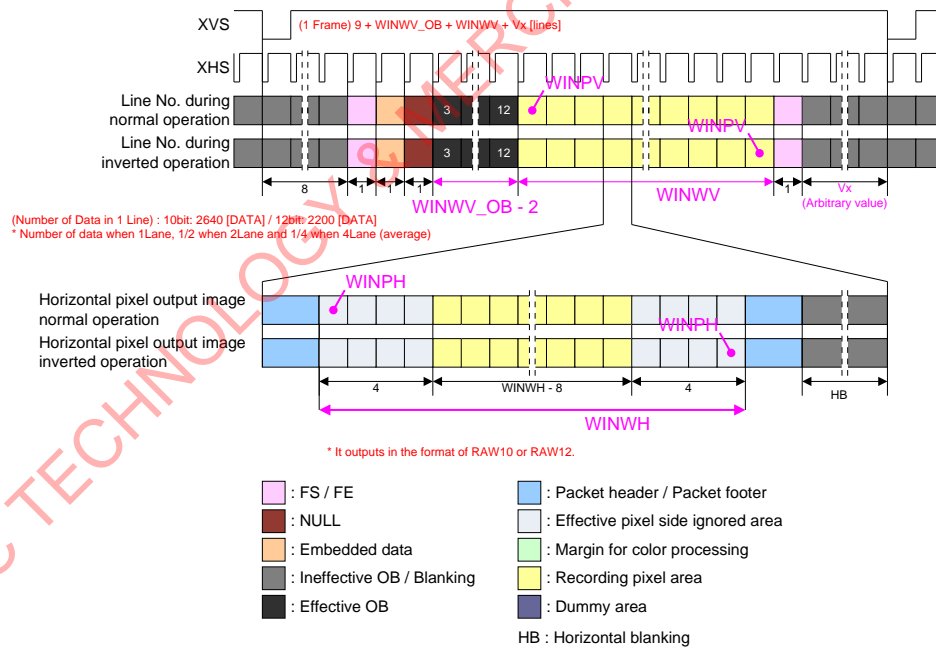 XVS
(1 Frame) 9 + WINWV_OB + WINWV + Vx [lines]
XHS
WINPV
Line No. during
normal operation
3
12
WINPV
Line No. during
inverted operation
3
12
8
1
1
1
WINWV_OB - 2
WINWV
1
Vx
(Arbitrary value)
(Number of Data in 1 Line) : 10bit: 2640 [DATA] / 12bit: 2200 [DATA]
* Number of data when 1Lane, 1/2 when 2Lane and 1/4 when 4Lane (average)
WINPH
Horizontal pixel output image
normal operation
WINPH
Horizontal pixel output image
inverted operation
4
WINWH - 8
4
HB
WINWH
* It outputs in the format of RAW10 or RAW12.
: FS / FE
: NULL
: Embedded data
: Ineffective OB / Blanking
: Effective OB
: Packet header / Packet footer
: Effective pixel side ignored area
: Margin for color processing
: Recording pixel area
: Dummy area
HB : Horizontal blanking
C TECHNOLOGY & MERCH